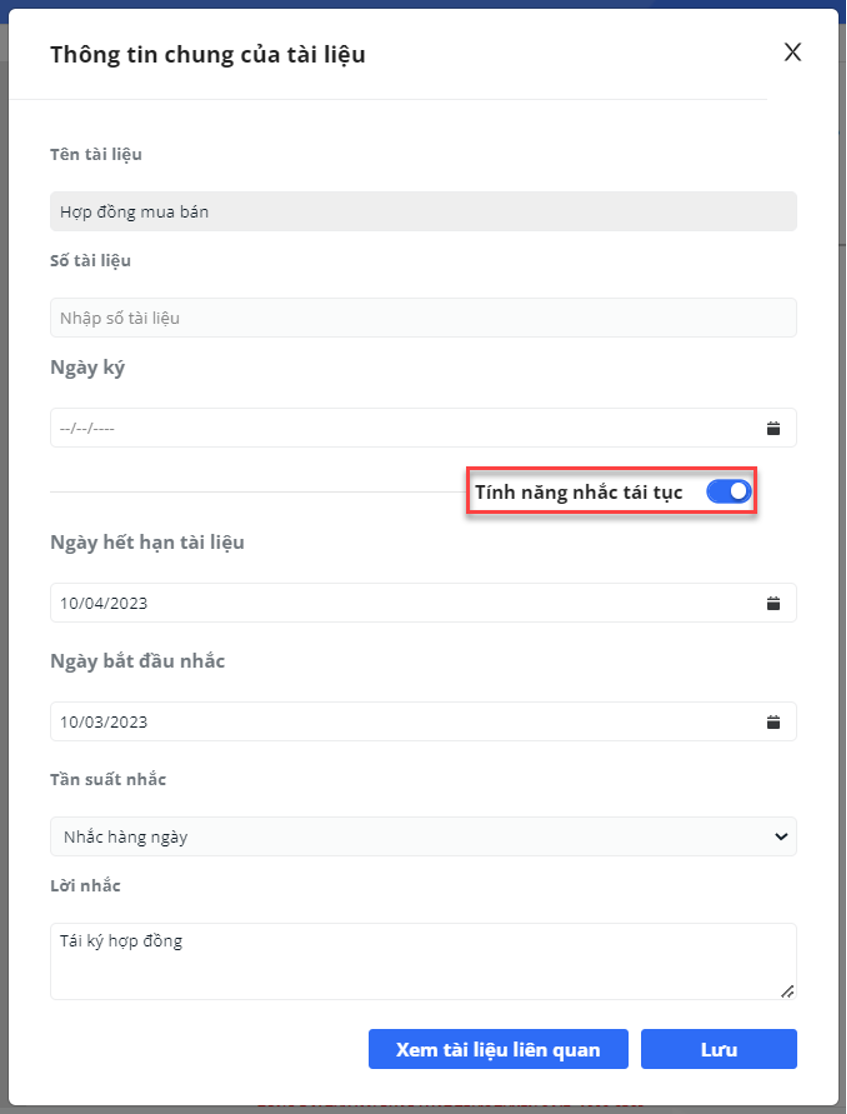 Thông tin chung của tài liệu
Tên tài liệu
Hợp đồng mua bán
Số tài liệu
Nhập số tài liệu
Ngày ký
--/--/----
Tính năng nhắc tái tục
Ngày hết hạn tài liệu
10/04/2023
Ngày bắt đầu nhắc
10/03/2023
Tần suất nhắc
Nhắc hàng ngày
Lời nhắc
Tái ký hợp đồng
Xem tài liệu liên quan
Lưu